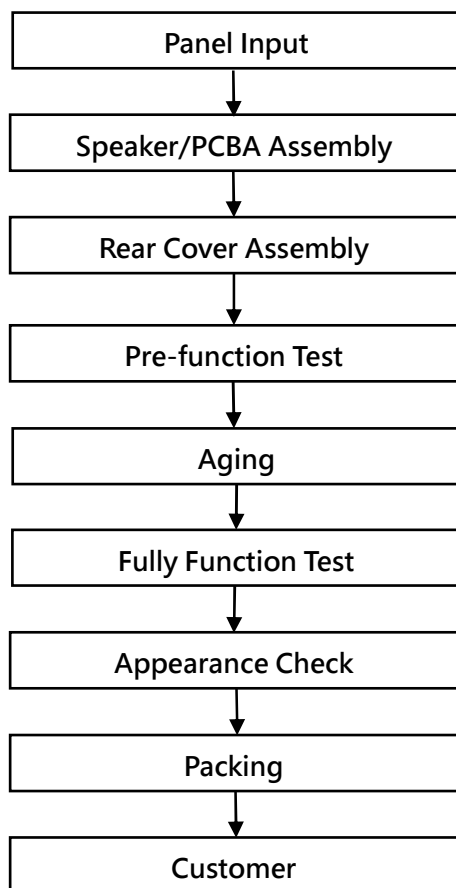 Panel Input
Speaker/PCBA Assembly
Rear Cover Assembly
Pre-function Test
Aging
Fully Function Test
Appearance Check
Packing
Customer